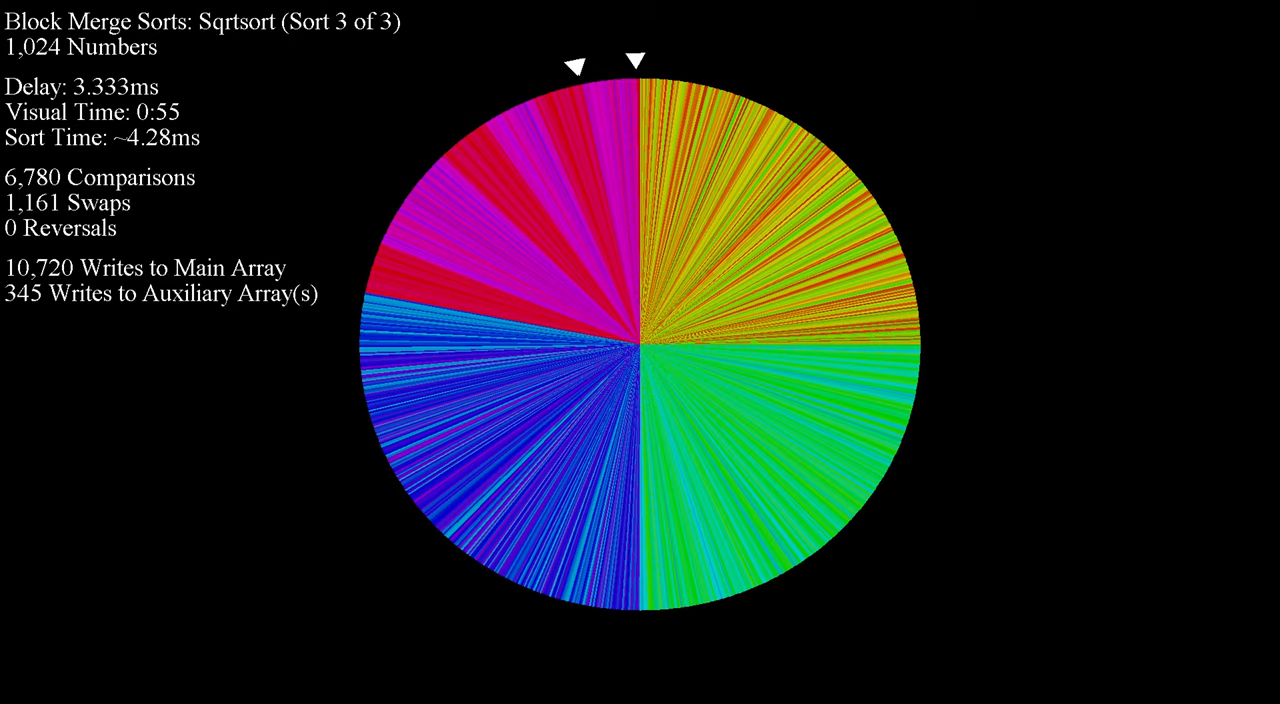 Block Merge Sorts: Sqrtsort (Sort 3 of 3)
1,024 Numbers
Delay: 3.333ms
Visual Time: 0:55
Sort Time: ~4.28ms
6,780 Comparisons
1,161 Swaps
0 Reversals
10,720 Writes to Main Array
345 Writes to Auxiliary Array(s)